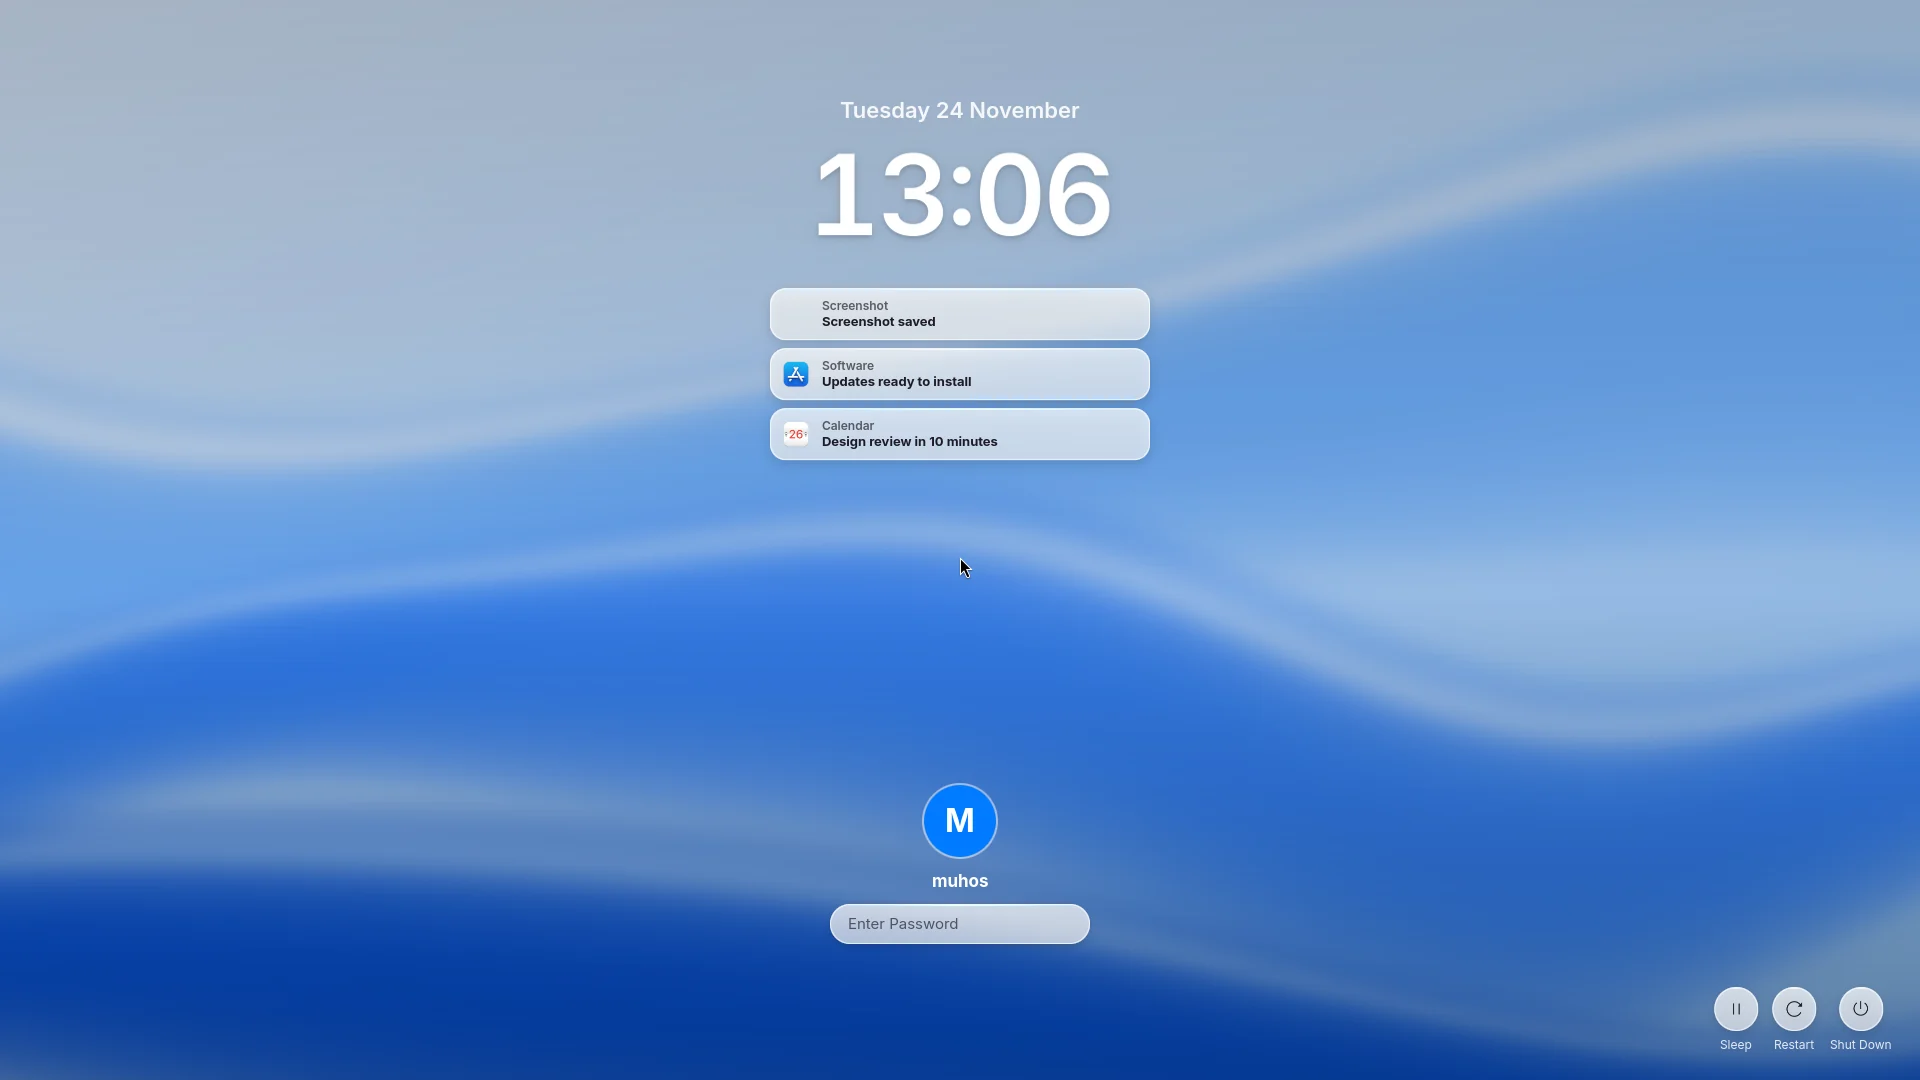 Tuesday 24 November
13:06
Screenshot
Screenshot saved
Software
Updates ready to install
26
Calendar
Design review in 10 minutes
M
muhos
Enter Password
Sleep
Restart
Shut Down